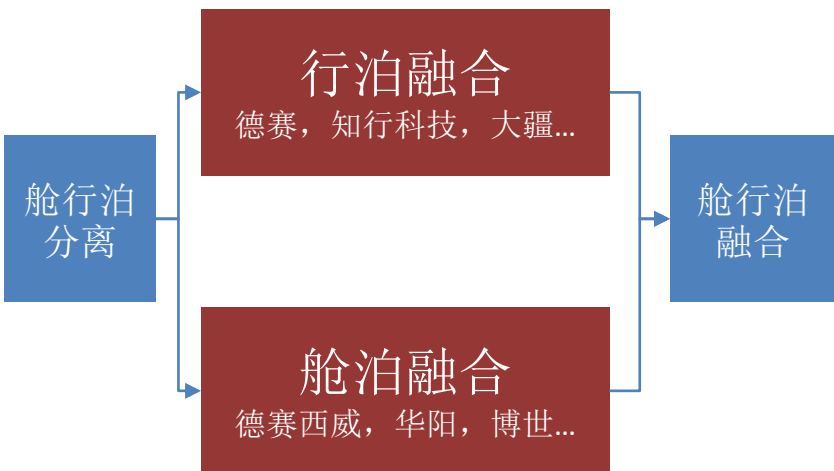 舱行泊
分离
行泊融合
德赛，知行科技，大疆...
舱泊融合
德赛西威，华阳，博世...
舱行泊
融合